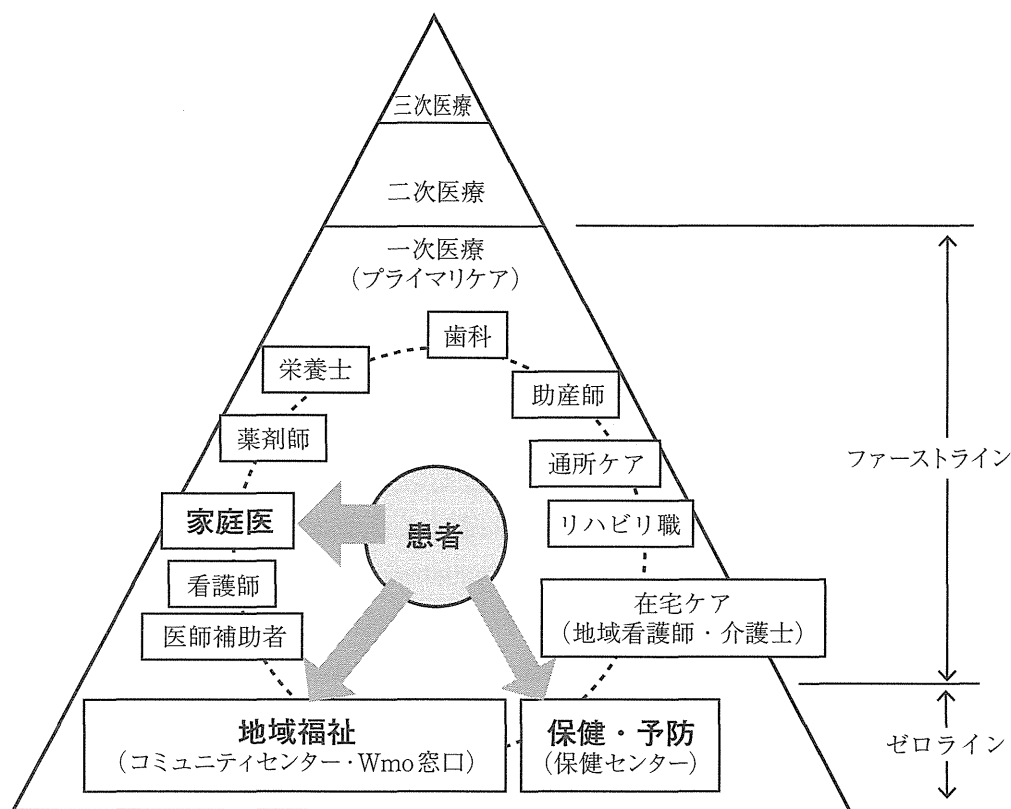 三次医療
二次医療
一次医療
（プライマリケア）
歯科
栄養士
助産師
薬剤師
通所ケア
ファーストライン
家庭医
患者
リハビリ職
看護師
在宅ケア
（地域看護師・介護士）
医師補助者
地域福祉
（コミュニティセンター・Wmo窓口）
保健・予防
（保健センター）
ゼロライン